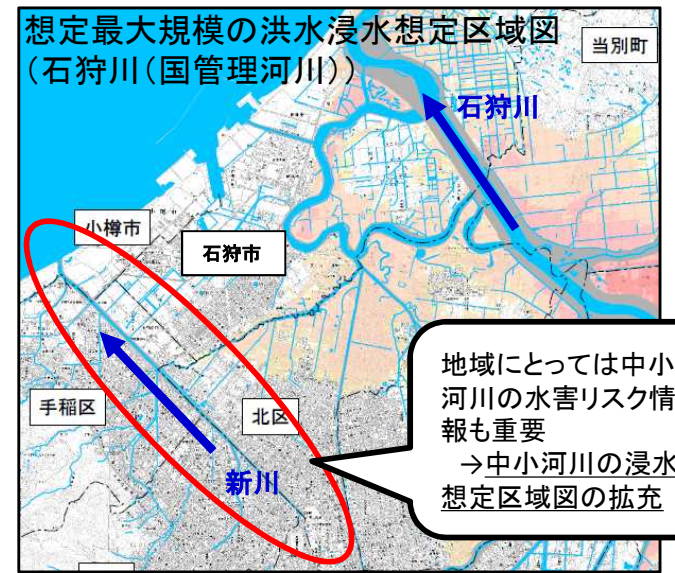 想定最大規模の洪水浸水想定区域図
（石狩川（国管理河川））
当別町
石狩川
小樽市
石狩市
手稲区
北区
新川
地域にとっては中小
河川の水害リスク情
報も重要
→中小河川の浸水
想定区域図の拡充